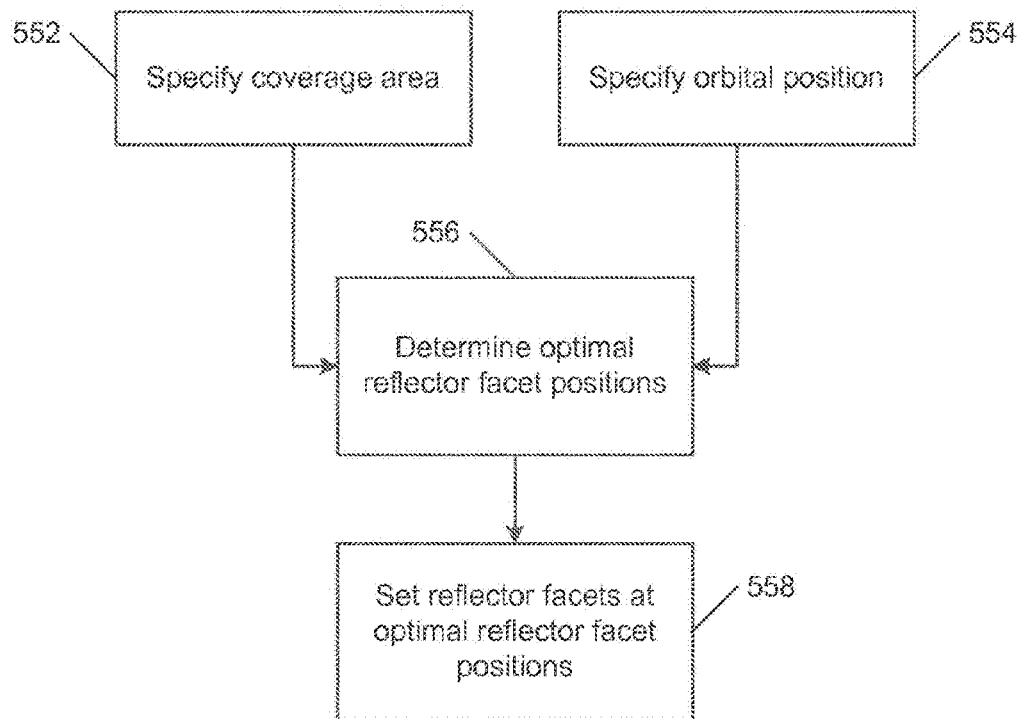 552
Specify coverage area
Specify orbital position
554
556
Determine optimal
reflector facet positions
Set reflector facets at
optimal reflector facet
positions
558